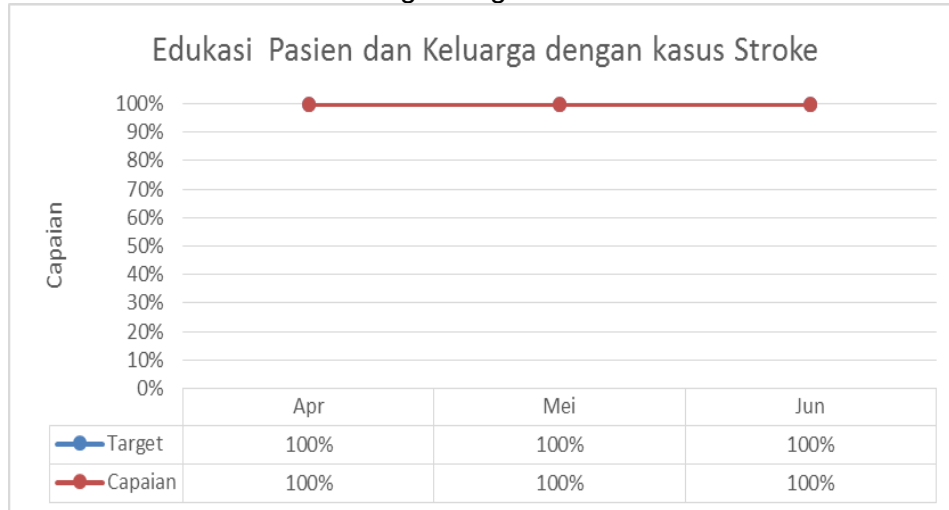 Edukasi Pasien dan Keluarga dengan kasus Stroke
100%
90%
80%
70%
60%
50%
40%
30%
20%
10%
0%
Capaian
Apr Mei Jun
Target 100% 100% 100%
Capaian 100% 100% 100%